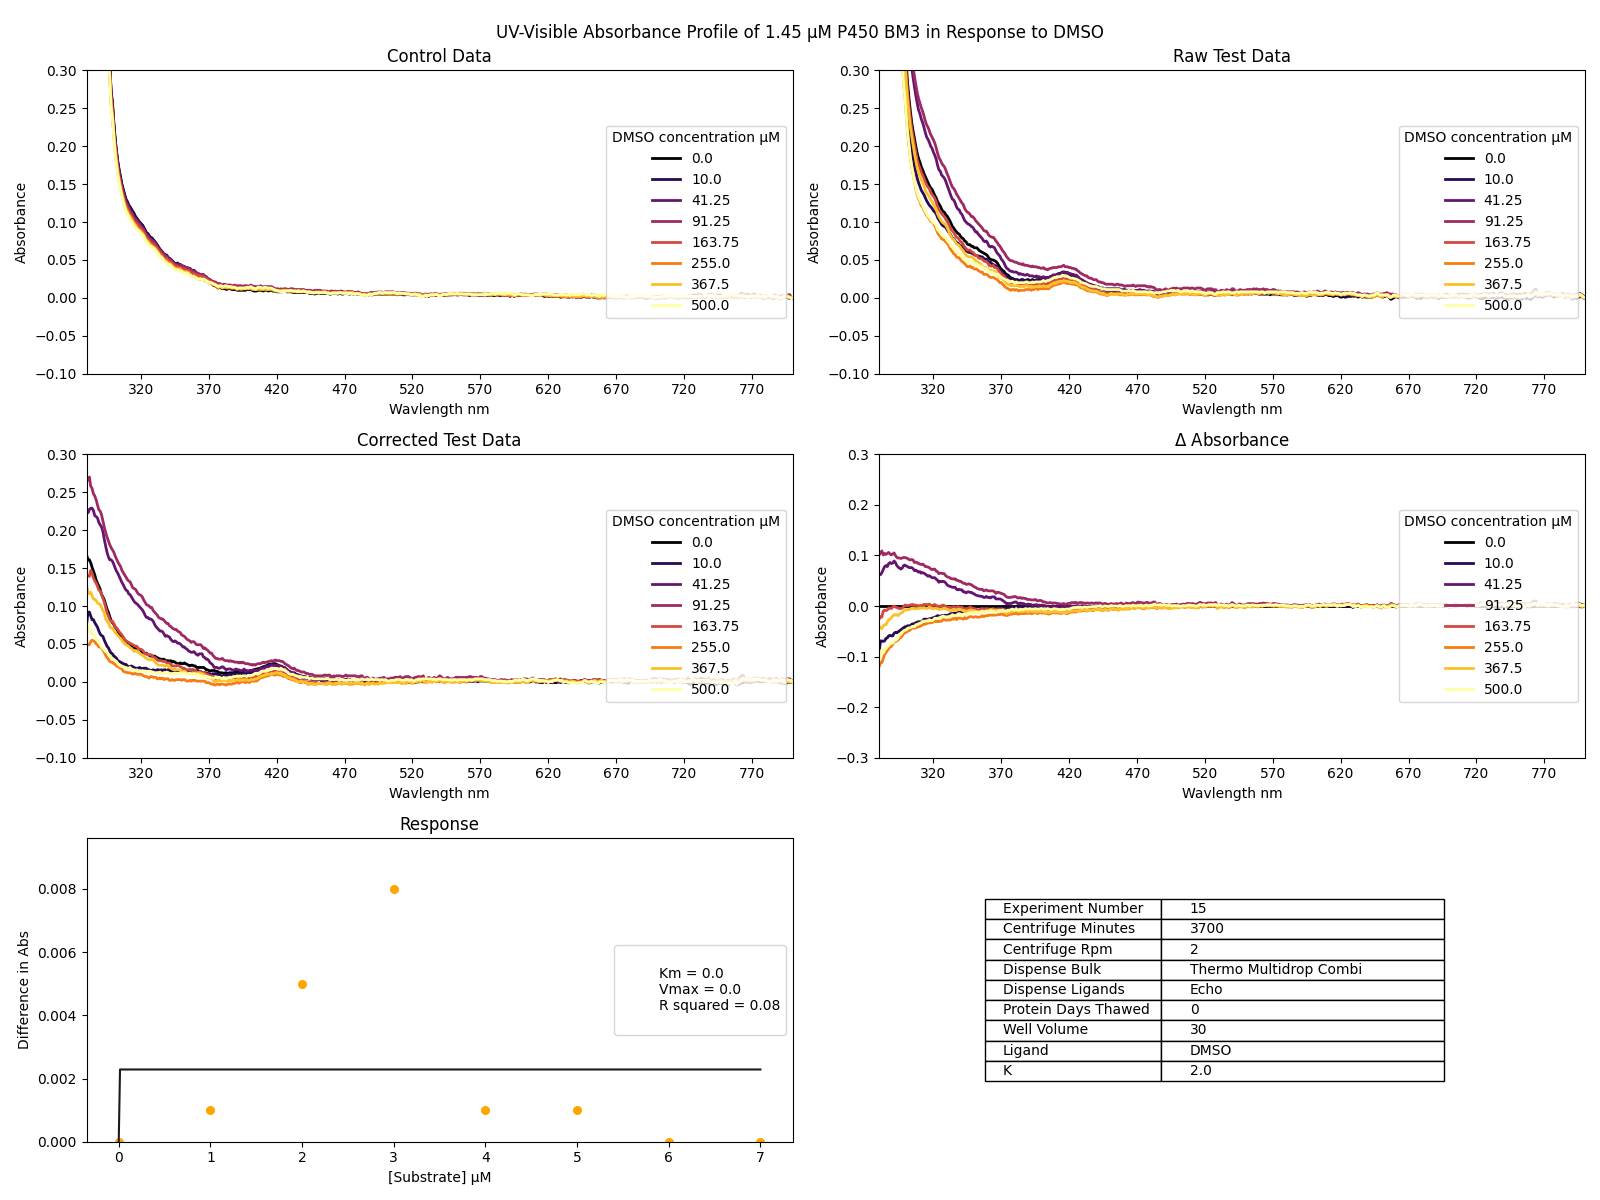 UV-Visible Absorbance Profile of 1.45 µM P450 BM3 in Response to DMSO
Control Data
Absorbance
0.30
0.25
0.20
0.15
0.10
0.05
0.00
−0.05
−0.10
320 370 420 470 520 570 620 670 720 770
Wavlength nm
DMSO concentration µM
0.0
10.0
41.25
91.25
163.75
255.0
367.5
500.0
Raw Test Data
Absorbance
0.30
0.25
0.20
0.15
0.10
0.05
0.00
−0.05
−0.10
320 370 420 470 520 570 620 670 720 770
Wavlength nm
DMSO concentration µM
0.0
10.0
41.25
91.25
163.75
255.0
367.5
500.0
Corrected Test Data
Absorbance
0.30
0.25
0.20
0.15
0.10
0.05
0.00
−0.05
−0.10
320 370 420 470 520 570 620 670 720 770
Wavlength nm
DMSO concentration µM
0.0
10.0
41.25
91.25
163.75
255.0
367.5
500.0
Δ Absorbance
Absorbance
0.3
0.2
0.1
0.0
−0.1
−0.2
−0.3
320 370 420 470 520 570 620 670 720 770
Wavlength nm
DMSO concentration µM
0.0
10.0
41.25
91.25
163.75
255.0
367.5
500.0
Response
Difference in Abs
0.008
0.006
0.004
0.002
0.000
0 1 2 3 4 5 6 7
[Substrate] µM
Km = 0.0
Vmax = 0.0
R squared = 0.08
Experiment Number 15
Centrifuge Minutes 3700
Centrifuge Rpm 2
Dispense Bulk Thermo Multidrop Combi
Dispense Ligands Echo
Protein Days Thawed 0
Well Volume 30
Ligand DMSO
K 2.0